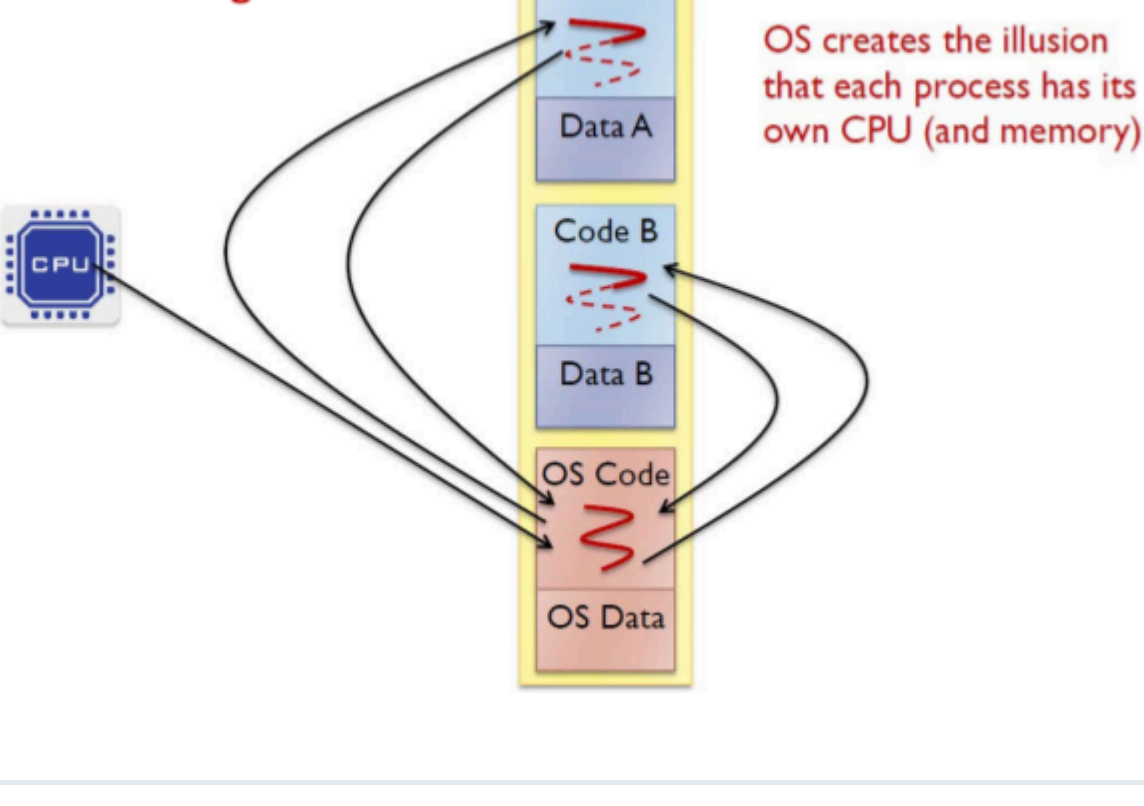 OS creates the illusion
that each process has its
own CPU (and memory)
Data A
CPU
Code B
Data B
OS Code
OS Data